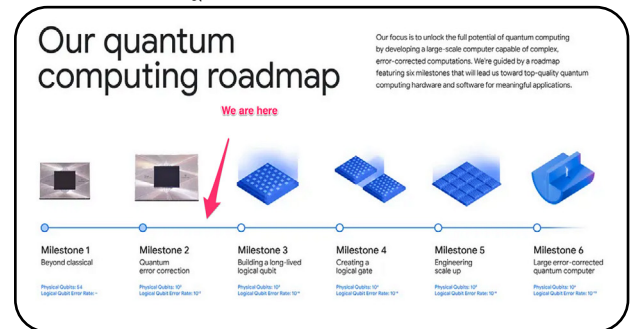 Our quantum
computing roadmap
Our focus is to unlock the full potential of quantum computing
by developing a large-scale computer capable of complex,
error-corrected computations. We're guided by a roadmap
featuring six milestones that will lead us toward top-quality quantum
computing hardware and software for meaningful applications.
We are here
Milestone 1
Beyond classical
Physical Qubits: 54
Logical Qubit Error Rate: -
Milestone 2
Quantum
error correction
Physical Qubits:
Logical Qubit Error Rate:
Milestone 3
Building a long-lived
logical qubit
Physical Qubits:
Logical Qubit Error Rate:
Milestone 4
Creating a
logical gate
Physical Qubits:
Logical Qubit Error Rate:
Milestone 5
Engineering
scale up
Physical Qubits:
Logical Qubit Error Rate:
Milestone 6
Large error-corrected
quantum computer
Physical Qubits:
Logical Qubit Error Rate: